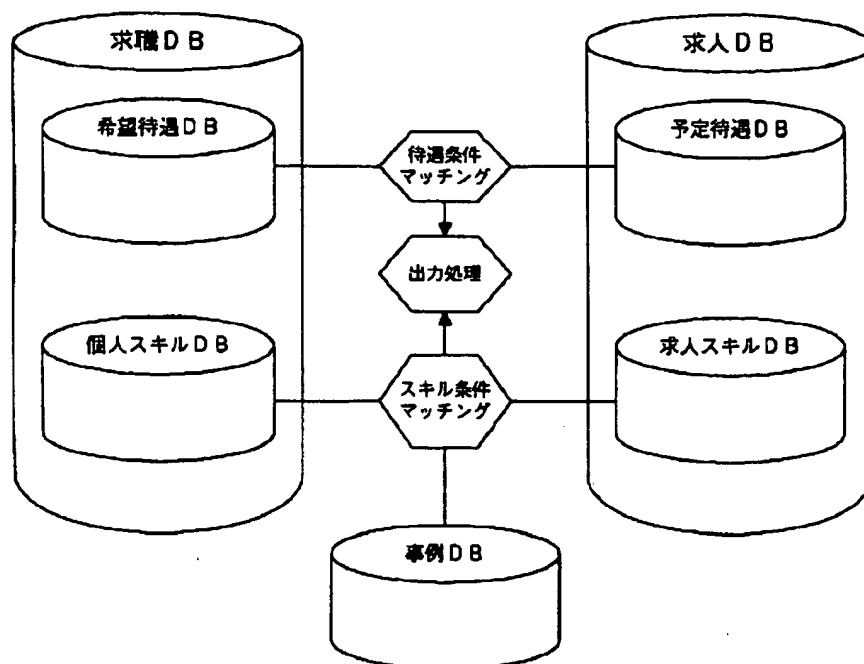 求職DB
求人DB
希望待遇DB
待遇条件
マッチング
予定待遇DB
出力処理
個人スキルDB
スキル条件
マッチング
求人スキルDB
事例DB